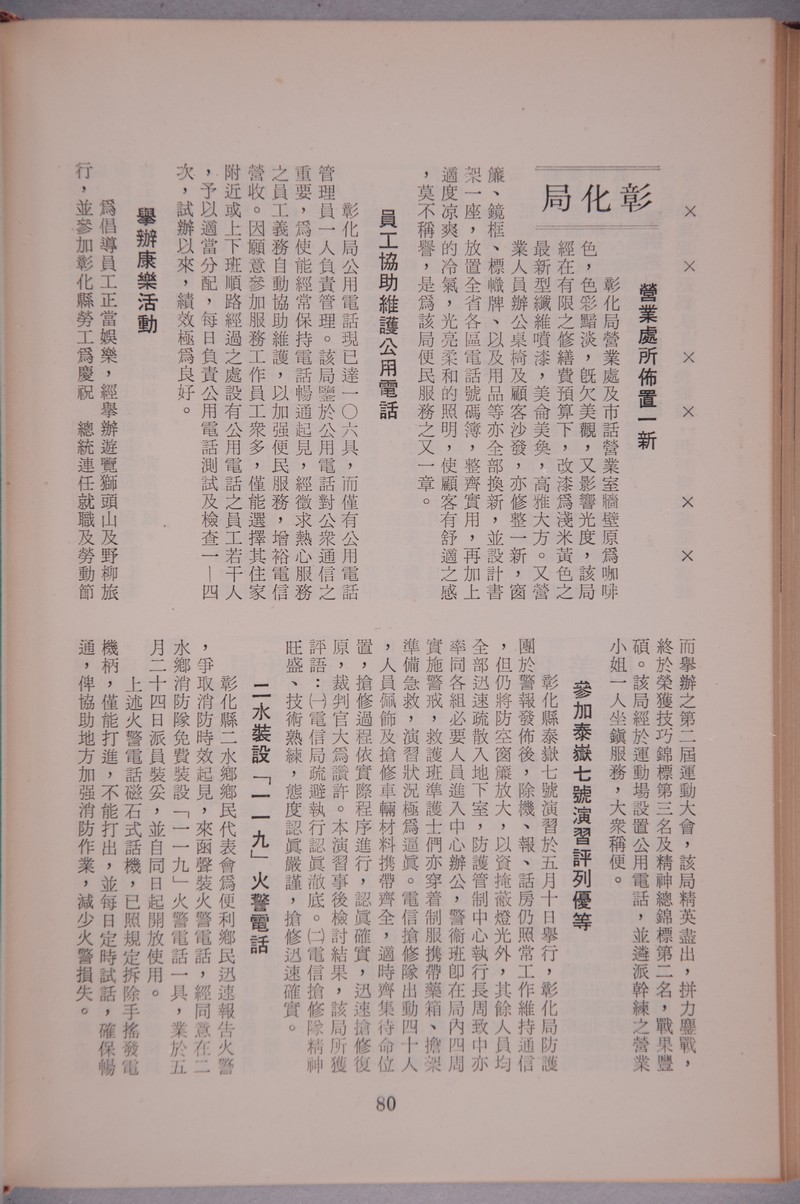 × × × × × ×
彰化局
營業處所佈置一新
彰化局營業處及市話營業室牆壁原爲咖啡
色，色彩黯淡，旣欠美觀，又影響光度，該局
經在有限之修繕費預算下，改漆爲淺米黃色之
最新型纖維噴漆，美侖美奐，高雅大方。又營
業人員辦公桌椅及顧客沙發，亦修整一新，窗
簾、鏡框、標幟牌、以及用品等亦全部換新，並設計書
架一座，放置全省各區電話號碼簿，整齊實用，再加上
適度凉爽的冷氣，光亮柔和的照明，使顧客有舒適之感
，莫不稱譽，是爲該局便民服務之又一章。
員工協助維護公用電話
彰化局公用電話現已達一〇六具，而僅有公用電話
管理員一人負責管理。該局鑒於公用電話對公衆通信之
重要，爲使能經常保持電話暢通起見，經徵求熱心服務
之員工義務自動協助維護，以加强便民服務，增裕電信
營收。因願意參加服務工作員工衆多，僅能選擇其住家
附近或上下班順路經過之處設有公用電話之員工若干人
，予以適當分配，每日負責公用電話測試及檢查一—四
次，試辦以來，績效極爲良好。
舉辦康樂活動
爲倡導員工正當娛樂，經舉辦遊覽獅頭山及野柳旅
行，並參加彰化縣勞工爲慶祝　總統連任就職及勞動節
而舉辦之第二屆運動大會，該局精英盡出，拼力鏖戰，
終於榮獲技巧錦標第三名及精神總錦標第二名，戰果豐
碩。該局經於運動場設置公用電話，並遴派幹練之營業
小姐一人坐鎭服務，大衆稱便。
參加泰嶽七號演習評列優等
彰化縣泰嶽七號演習於五月十日舉行，彰化局防護
團於警報發佈後，除機、報、話房仍照常工作維持通信
，但仍將防空窗簾放大，以資掩蔽燈光外，其餘人員均
全部迅速疏散入地下室，防護管制中心執行長周致中亦
率同各組必要人員進入中心辦公，警衞班卽在局內四周
實施警戒，救護班準護士們亦穿着制服携帶藥箱、擔架
準備急救，演習狀況極爲逼眞。電信搶修隊出動四十人
，人員佩飾及搶修車輛材料携帶齊全，適時齊集待命位
置，搶修過程依實際程序進行，認眞確實，迅速搶修復
原，裁判官大爲讚許。本演習事後檢討結果，該局所獲
評語：㈠電信局疏避執行認眞澈底。㈡電信搶修隊精神
旺盛、技術熟練，態度認眞嚴謹，搶修迅速確實。
二水裝設「一一九」火警電話
彰化縣二水鄉鄉民代表會爲便利鄉民迅速報告火警
，爭取消防時效起見，來函聲裝火警電話，經同意在二
水鄉消防隊免費裝設「一一九」火警電話一具，業於五
月二十四日派員裝妥，並自同日起開放使用。
上述火警電話磁石式話機，已照規定拆除手搖發電
機柄，僅能打進，不能打出，並每日定時試話，確保暢
通，俾協助地方加强消防作業，減少火警損失。
80